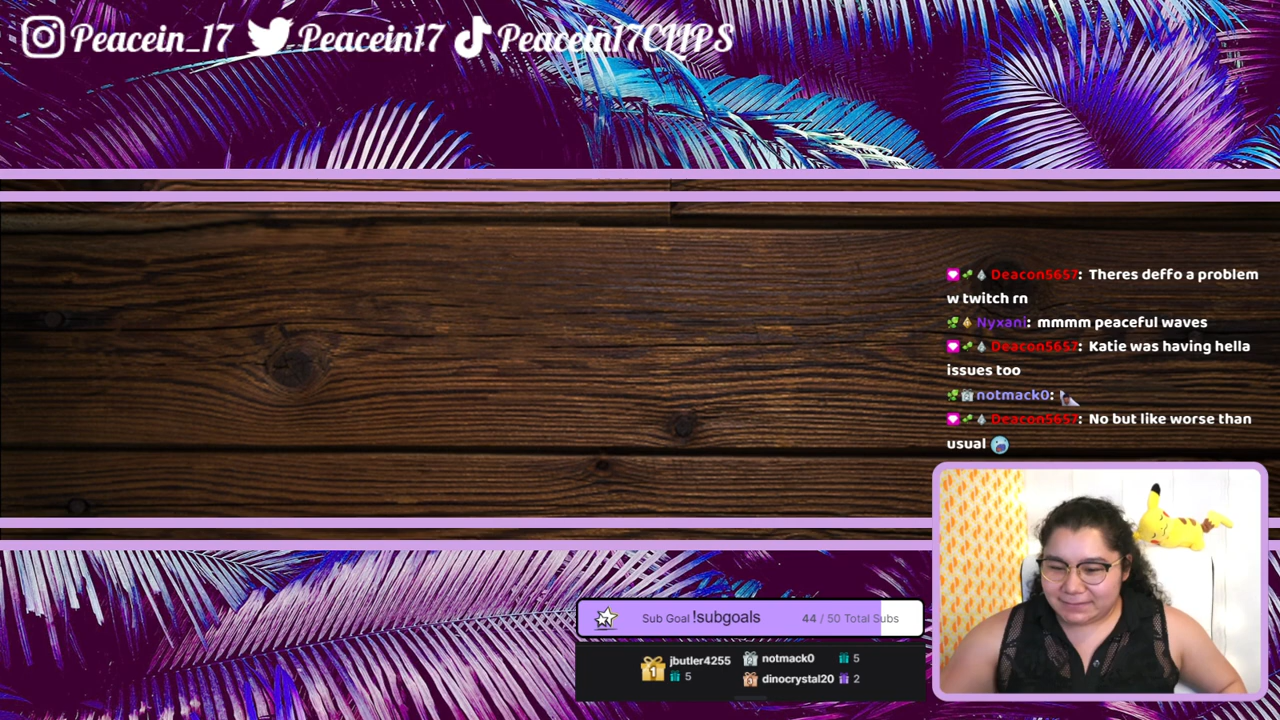 Peacein_17 Peacein17 Peacein17ClIPS
Deacon5657: Theres deffo a problem
w twitch rn
Nyxani: mmmm peaceful waves
Deacon5657: Katie was having hella
issues too
notmack0:
Deacon5657: No but like worse than
usual
Sub Goal !subgoals 44 / 50 Total Subs
1 jbutler4255 5
notmack0 5
dinocrystal20 2